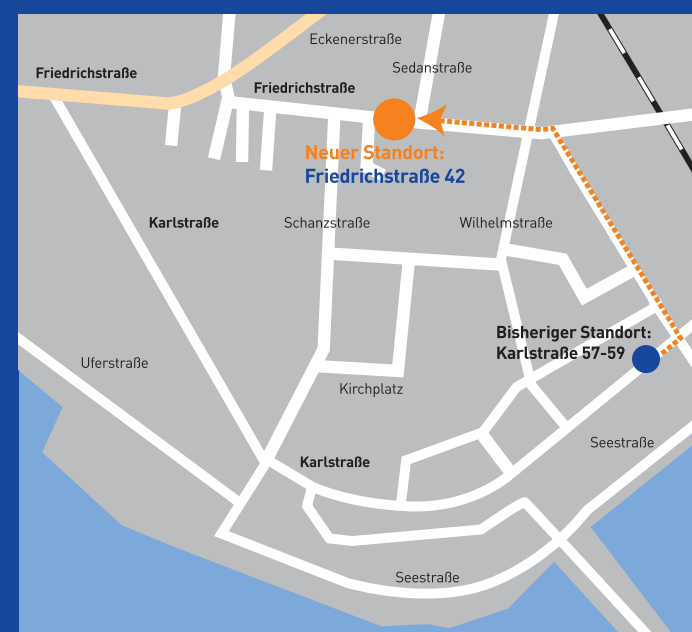 Eckenerstraße
Friedrichstraße
Sedanstraße
Friedrichstraße
Neuer Standort:
Friedrichstraße 42
Karlstraße
Schanzstraße
Wilhelmstraße
Bisheriger Standort:
Karlstraße 57-59
Uferstraße
Kirchplatz
Seestraße
Karlstraße
Seestraße